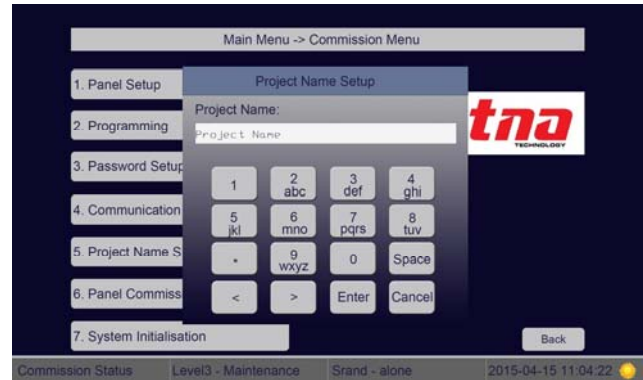 Main Menu -> Commission Menu
Project Name Setup
1. Panel Setup
Project Name:
Project Name
2. Programming
tna
TECHNOLOGY
3. Password Setup
1
2 abc
3 def
4 ghi
4. Communication
5 jkl
6 mno
7 pqrs
8 tuv
5. Project Name S
*
9 wxyz
0
Space
6. Panel Commiss
<
>
Enter
Cancel
7. System Initialisation
Back
Commission Status
Level3 - Maintenance
Srand - alone
2015-04-15 11:04:22